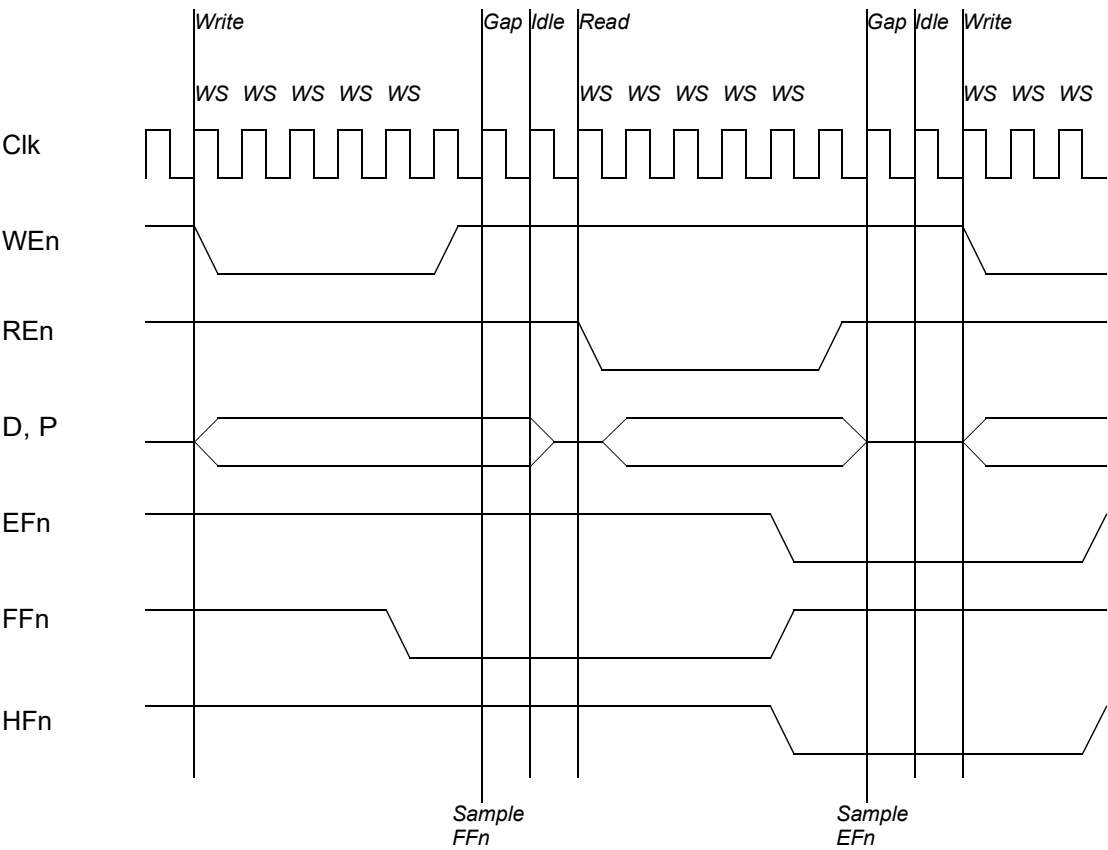 Write Gap Idle Read Gap Idle Write
WS WS WS WS WS WS WS WS WS WS WS WS WS
Clk
WEn
REn
D, P
EFn
FFn
HFn
Sample Sample
FFn EFn